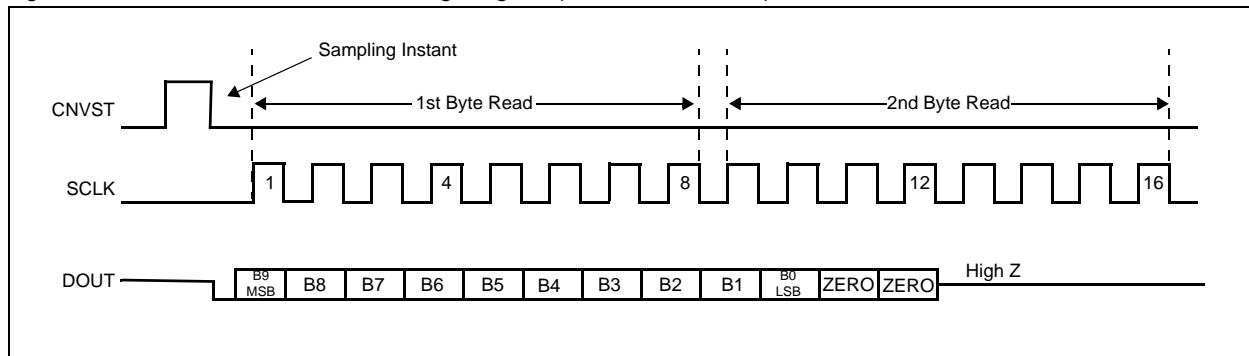 Sampling Instant
CNVST
1st Byte Read
2nd Byte Read
SCLK
1
4
8
12
16
DOUT
B9
MSB
B8
B7
B6
B5
B4
B3
B2
B1
B0
LSB
ZERO
ZERO
High Z